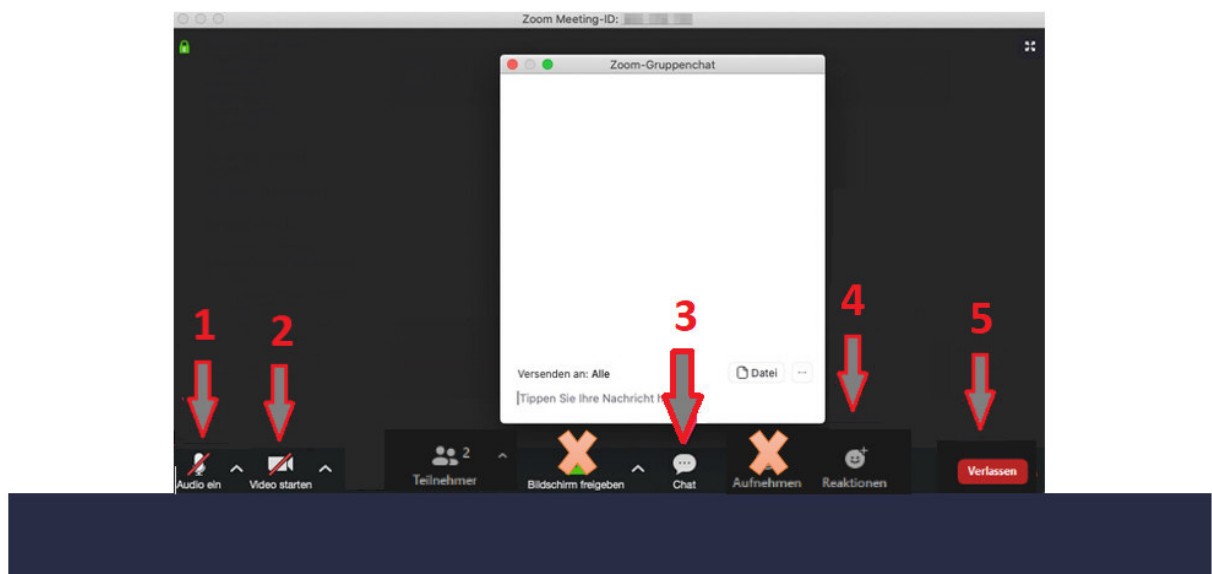 Zoom Meeting-ID:
Zoom-Gruppenchat
1
2
3
4
5
Versenden an: Alle
Datei
Tippen Sie Ihre Nachricht
2
Audio ein
Video starten
Teilnehmer
Bildschirm freigeben
Chat
Aufnehmen
Reaktionen
Verlassen